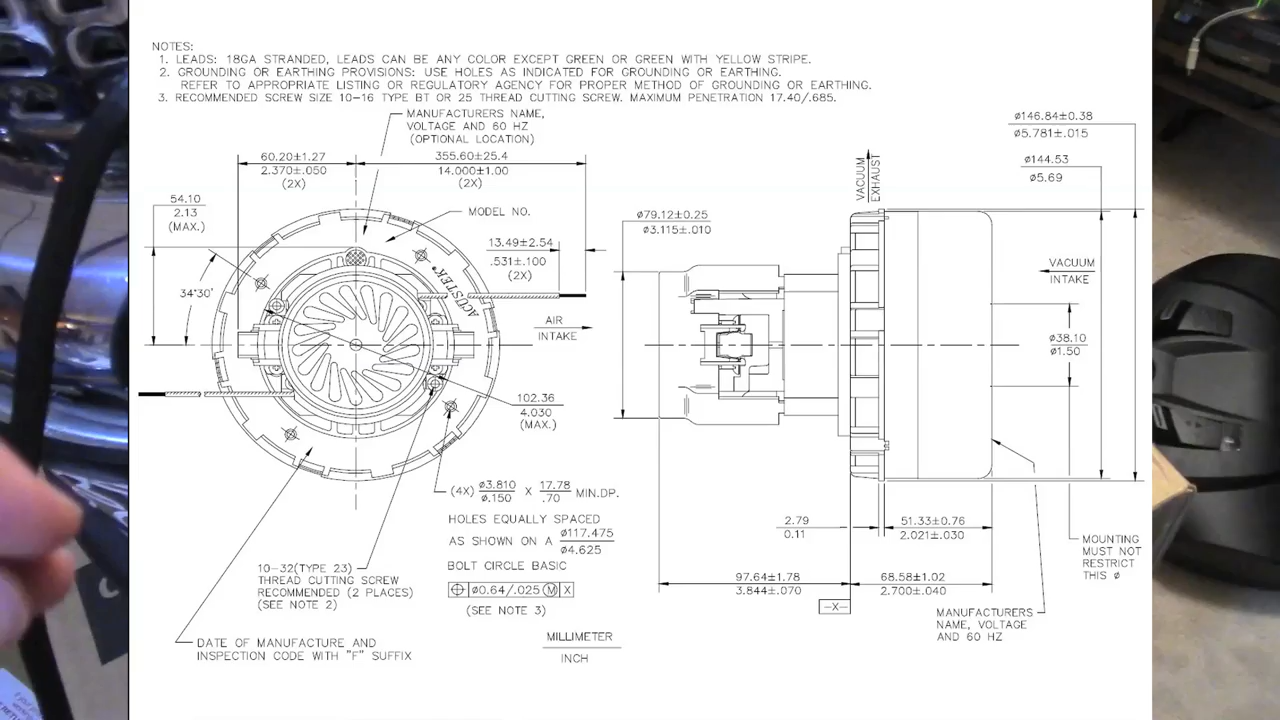 NOTES:
1. LEADS: 18GA STRANDED, LEADS CAN BE ANY COLOR EXCEPT GREEN OR GREEN WITH YELLOW STRIPE.
2. GROUNDING OR EARTHING PROVISIONS: USE HOLES AS INDICATED FOR GROUNDING OR EARTHING.
REFER TO APPROPRIATE LISTING OR REGULATORY AGENCY FOR PROPER METHOD OF GROUNDING OR EARTHING.
3. RECOMMENDED SCREW SIZE 10-16 TYPE BT OR 25 THREAD CUTTING SCREW. MAXIMUM PENETRATION 17.40/.685.
MANUFACTURERS NAME,
VOLTAGE AND 60 HZ
(OPTIONAL LOCATION)
60.20±1.27
2.370±.050
(2X)
355.60±25.4
14.000±1.00
(2X)
54.10
2.13
(MAX.)
MODEL NO.
13.49±2.54
.531±.100
(2X)
34°30'
ACUSTEK
AIR
INTAKE
102.36
4.030
(MAX.)
(4X) ø3.810 X 17.78 MIN.DP.
ø.150 .70
HOLES EQUALLY SPACED
AS SHOWN ON A ø117.475
ø4.625
BOLT CIRCLE BASIC
ø0.64/.025 Ⓜ X
(SEE NOTE 3)
10-32(TYPE 23)
THREAD CUTTING SCREW
RECOMMENDED (2 PLACES)
(SEE NOTE 2)
DATE OF MANUFACTURE AND
INSPECTION CODE WITH "F" SUFFIX
MILLIMETER
INCH
ø146.84±0.38
ø5.781±.015
ø144.53
ø5.69
VACUUM
EXHAUST
ø79.12±0.25
ø3.115±.010
VACUUM
INTAKE
ø38.10
ø1.50
2.79
0.11
51.33±0.76
2.021±.030
97.64±1.78
3.844±.070
68.58±1.02
2.700±.040
-X-
MOUNTING
MUST NOT
RESTRICT
THIS ø
MANUFACTURERS
NAME, VOLTAGE
AND 60 HZ